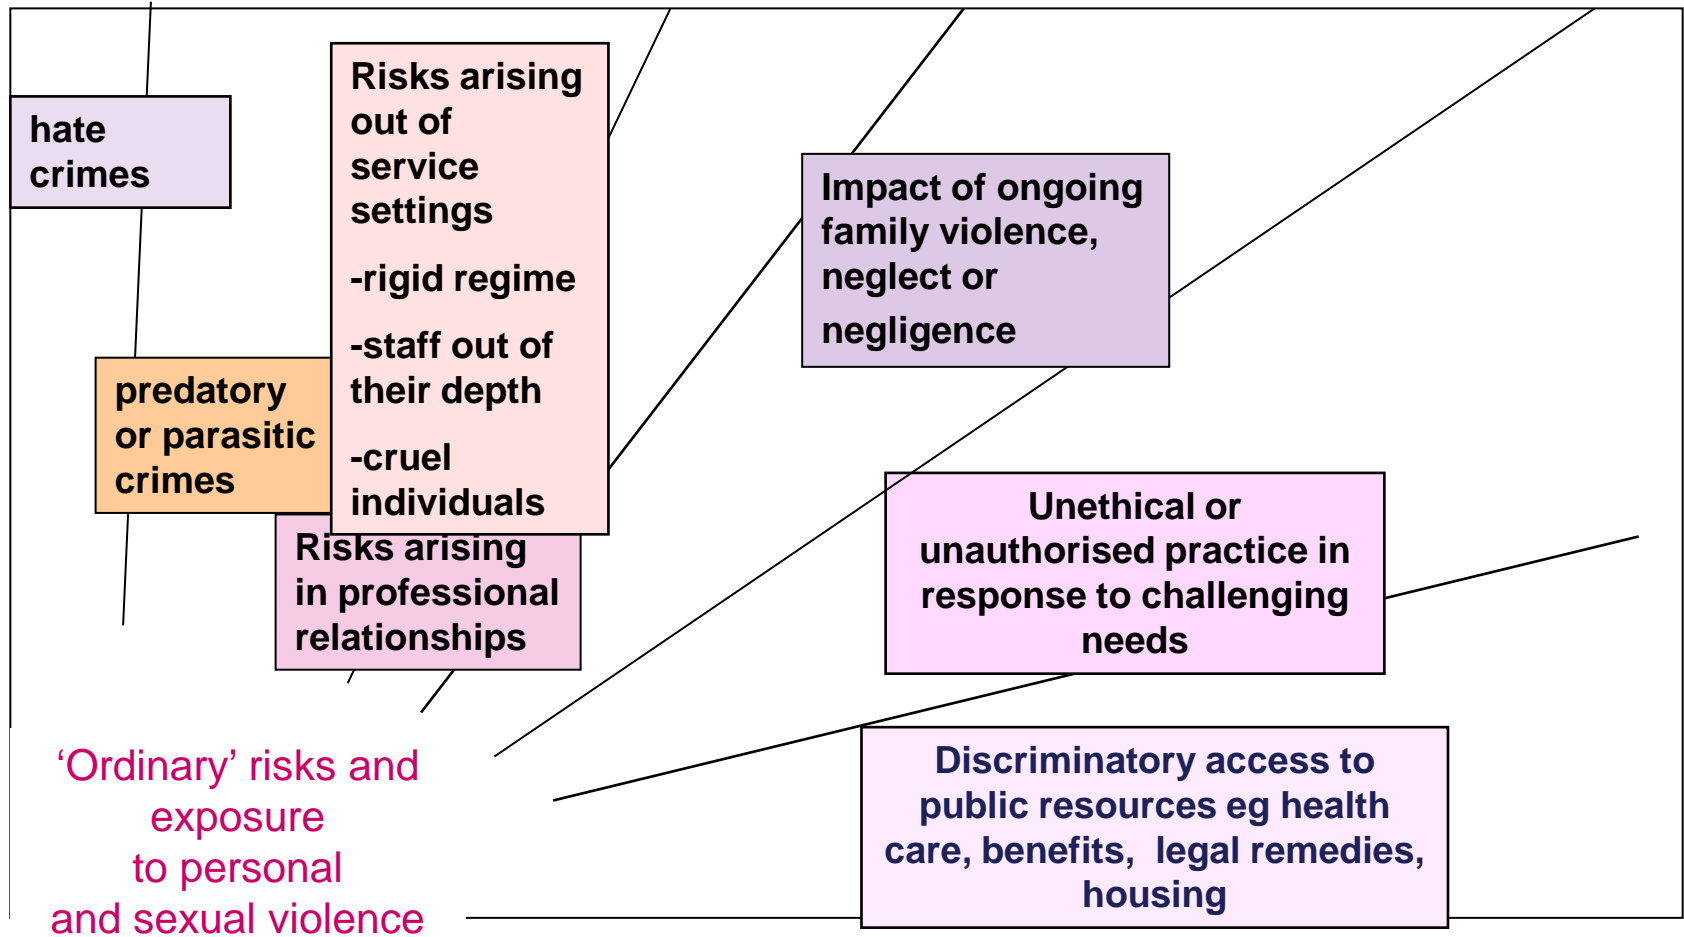 hate
crimes
Risks arising
out of
service
settings
-rigid regime
-staff out of
their depth
-cruel
individuals
predatory
or parasitic
crimes
Risks arising
in professional
relationships
Impact of ongoing
family violence,
neglect or
negligence
Unethical or
unauthorised practice in
response to challenging
needs
Discriminatory access to
public resources eg health
care, benefits, legal remedies,
housing
‘Ordinary’ risks and
exposure
to personal
and sexual violence